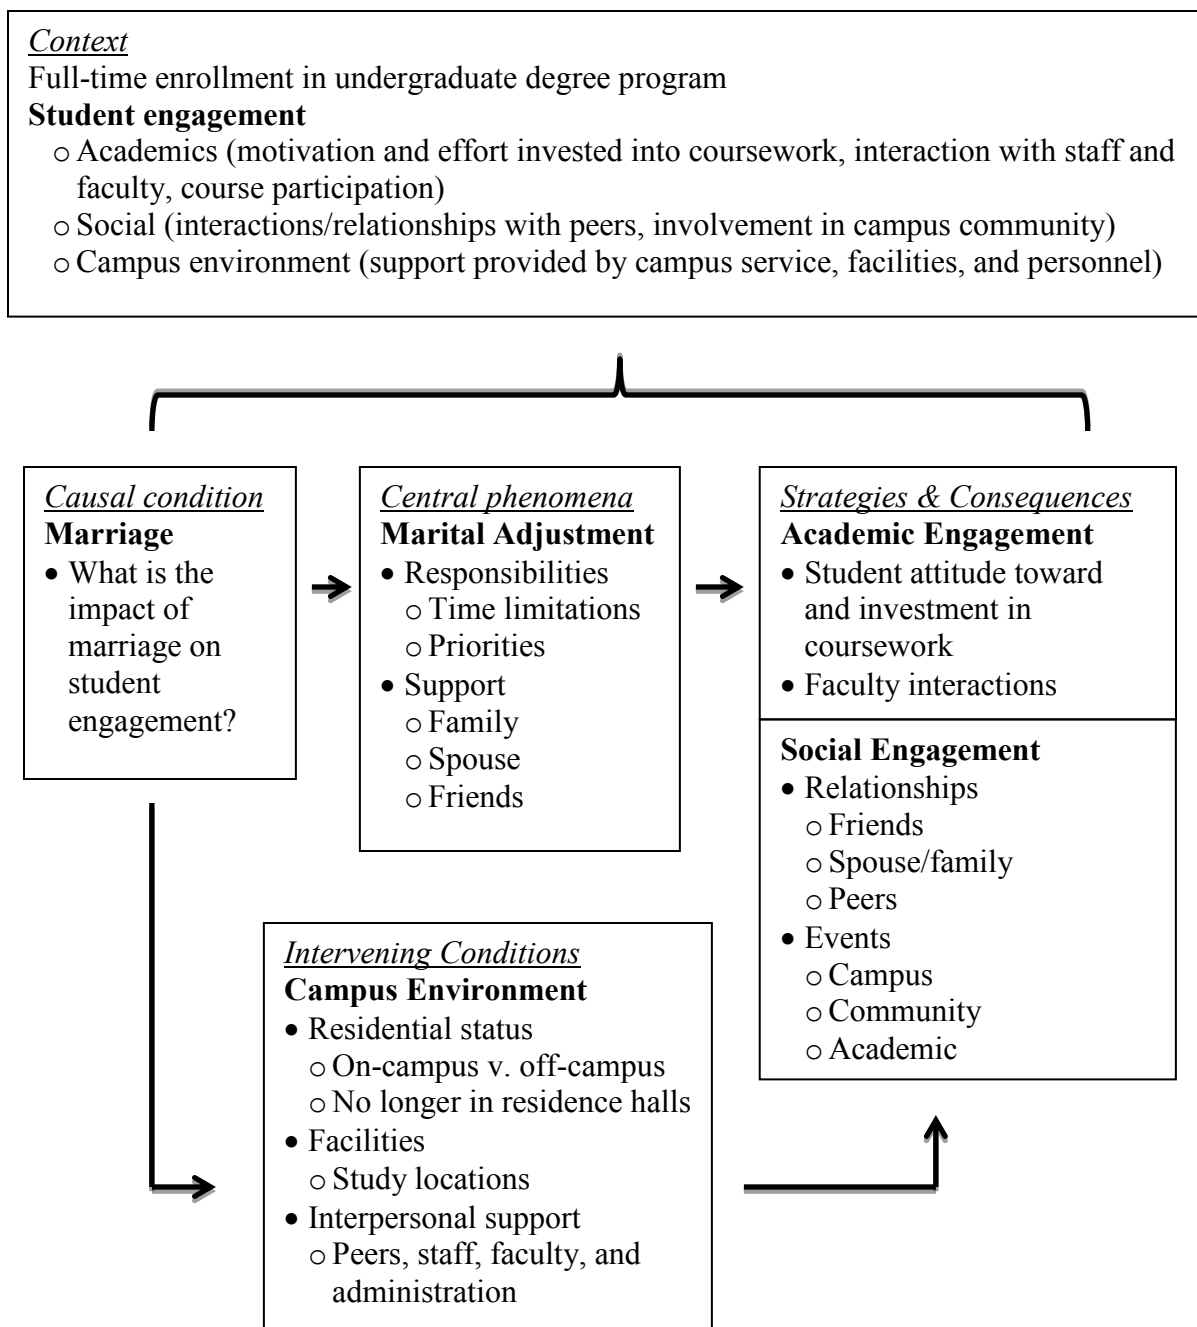 Context
Full-time enrollment in undergraduate degree program
Student engagement
o Academics (motivation and effort invested into coursework, interaction with staff and
faculty, course participation)
o Social (interactions/relationships with peers, involvement in campus community)
o Campus environment (support provided by campus service, facilities, and personnel)
Causal condition
Marriage
• What is the
impact of
marriage on
student
engagement?
Central phenomena
Marital Adjustment
• Responsibilities
o Time limitations
o Priorities
• Support
o Family
o Spouse
o Friends
Strategies & Consequences
Academic Engagement
• Student attitude toward
and investment in
coursework
• Faculty interactions
Social Engagement
• Relationships
o Friends
o Spouse/family
o Peers
• Events
o Campus
o Community
o Academic
Intervening Conditions
Campus Environment
• Residential status
o On-campus v. off-campus
o No longer in residence halls
• Facilities
o Study locations
• Interpersonal support
o Peers, staff, faculty, and
administration